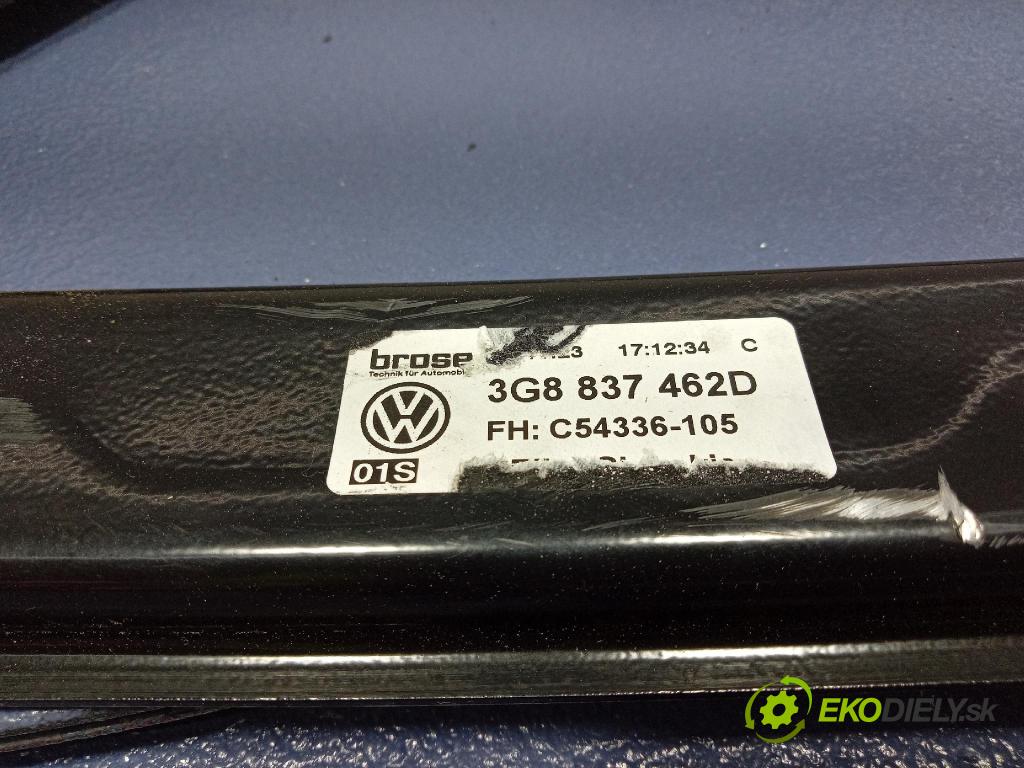 brose
Technik für Automobi
17:12:34 C
3G8 837 462D
FH: C54336-105
01S
EKODIELY.sk